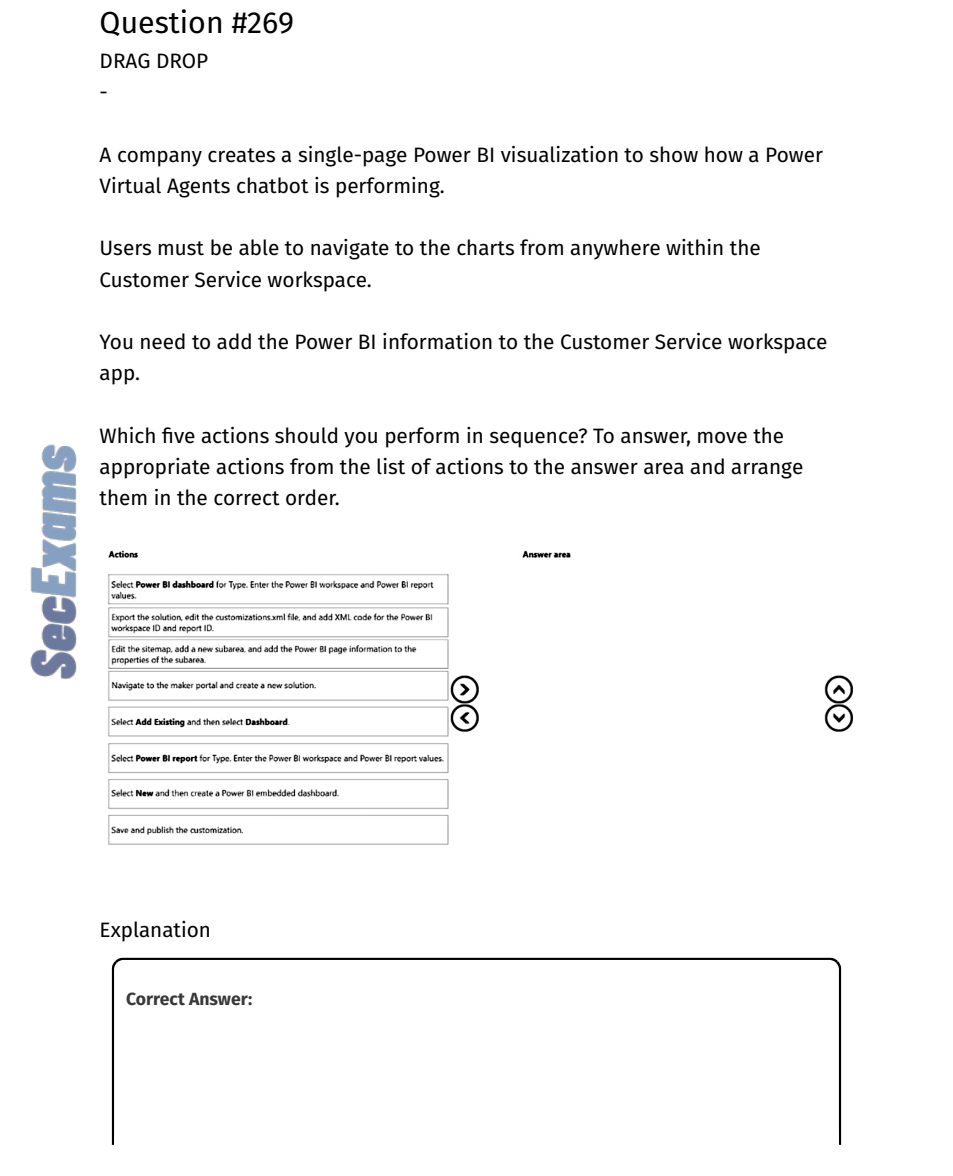 Question #269
DRAG DROP
-
A company creates a single-page Power BI visualization to show how a Power
Virtual Agents chatbot is performing.
Users must be able to navigate to the charts from anywhere within the
Customer Service workspace.
You need to add the Power BI information to the Customer Service workspace
app.
Which five actions should you perform in sequence? To answer, move the
appropriate actions from the list of actions to the answer area and arrange
them in the correct order.
SecExams
Actions
Answer area
Select Power BI dashboard for Type. Enter the Power BI workspace and Power BI report
values.
Export the solution, edit the customizations.xml file, and add XML code for the Power BI
workspace ID and report ID.
Edit the sitemap, add a new subarea, and add the Power BI page information to the
properties of the subarea.
Navigate to the maker portal and create a new solution.
Select Add Existing and then select Dashboard.
Select Power BI report for Type. Enter the Power BI workspace and Power BI report values.
Select New and then create a Power BI embedded dashboard.
Save and publish the customization.
Explanation
Correct Answer: